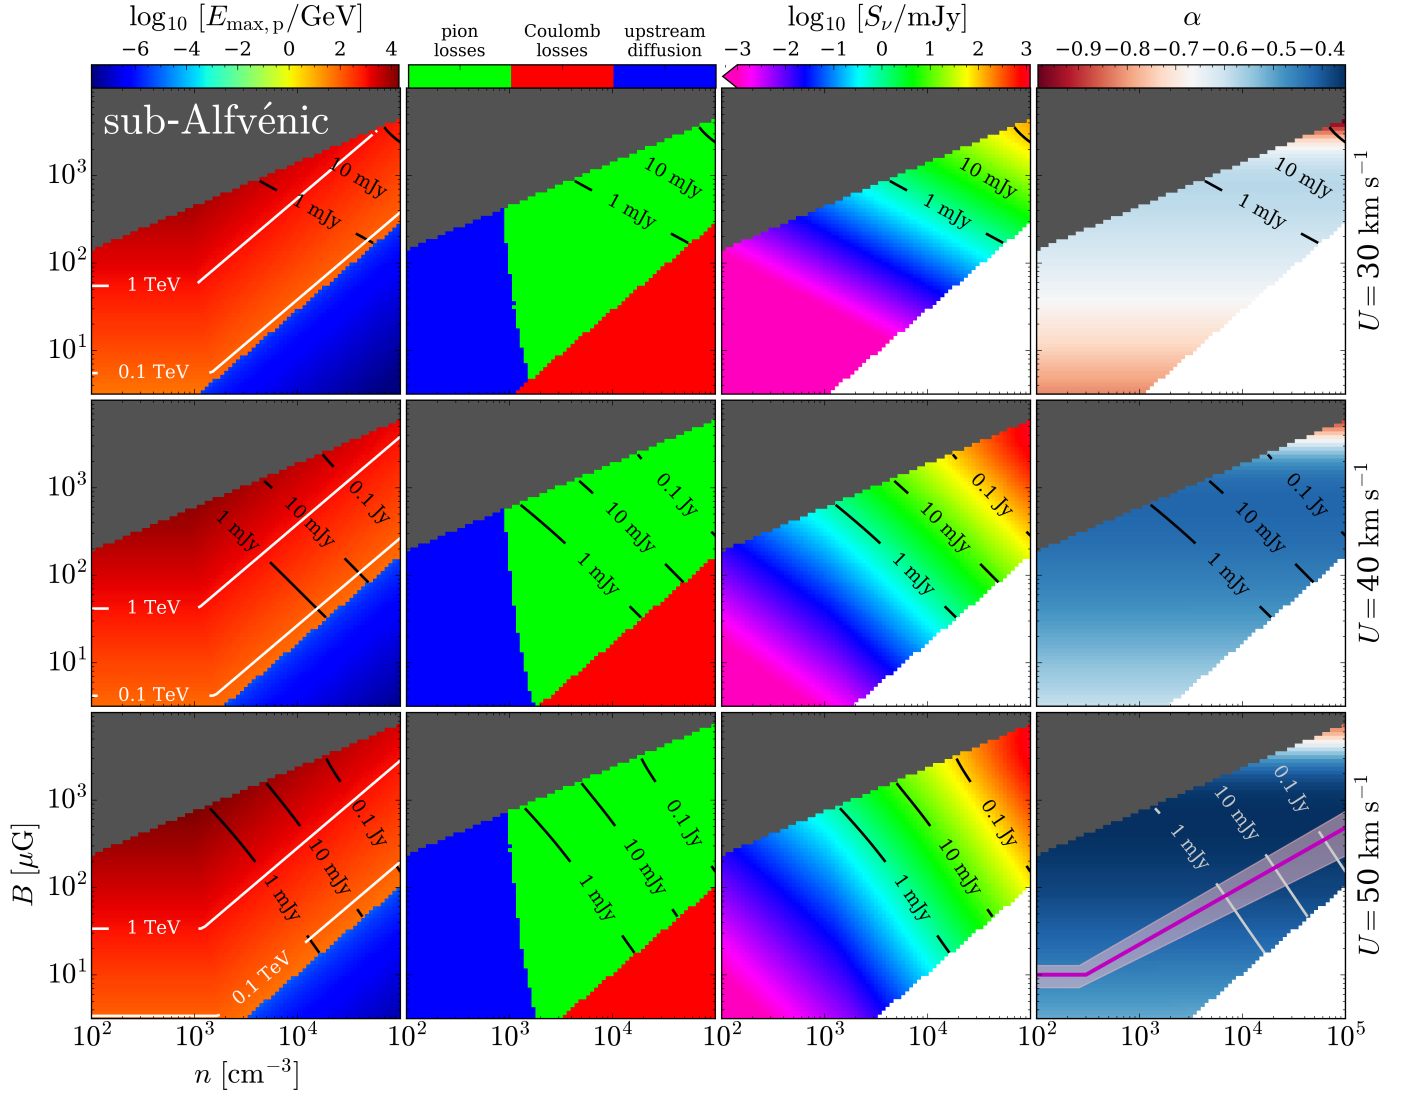 log₁₀ [E_max,p/GeV]
−6 −4 −2 0 2 4
pion losses
Coulomb losses
upstream diffusion
log₁₀ [S_ν/mJy]
−3 −2 −1 0 1 2 3
α
−0.9 −0.8 −0.7 −0.6 −0.5 −0.4
sub-Alfvénic
10³
10²
10¹
10 mJy
1 mJy
1 TeV
0.1 TeV
10 mJy
1 mJy
10 mJy
1 mJy
10 mJy
1 mJy
U = 30 km s⁻¹
10³
10²
10¹
0.1 Jy
10 mJy
1 mJy
1 TeV
0.1 TeV
0.1 Jy
10 mJy
1 mJy
0.1 Jy
10 mJy
1 mJy
0.1 Jy
10 mJy
1 mJy
U = 40 km s⁻¹
B [μG]
10³
10²
10¹
0.1 Jy
10 mJy
1 mJy
1 TeV
0.1 TeV
0.1 Jy
10 mJy
1 mJy
0.1 Jy
10 mJy
1 mJy
0.1 Jy
10 mJy
1 mJy
U = 50 km s⁻¹
10² 10³ 10⁴ 10² 10³ 10⁴ 10² 10³ 10⁴ 10² 10³ 10⁴ 10⁵
n [cm⁻³]